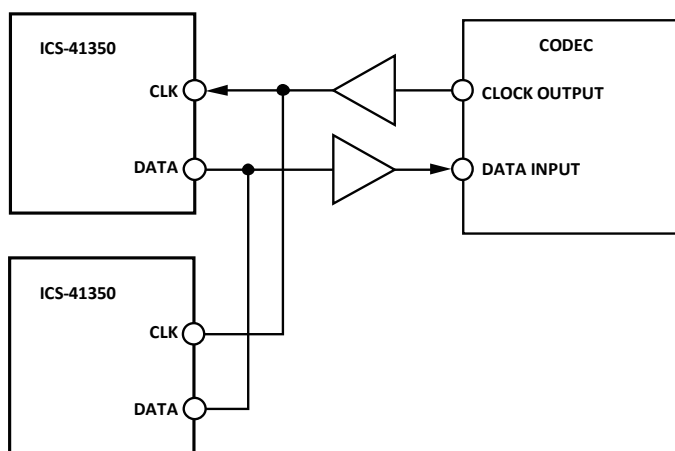 ICS-41350
CODEC
CLK
CLOCK OUTPUT
DATA
DATA INPUT
ICS-41350
CLK
DATA